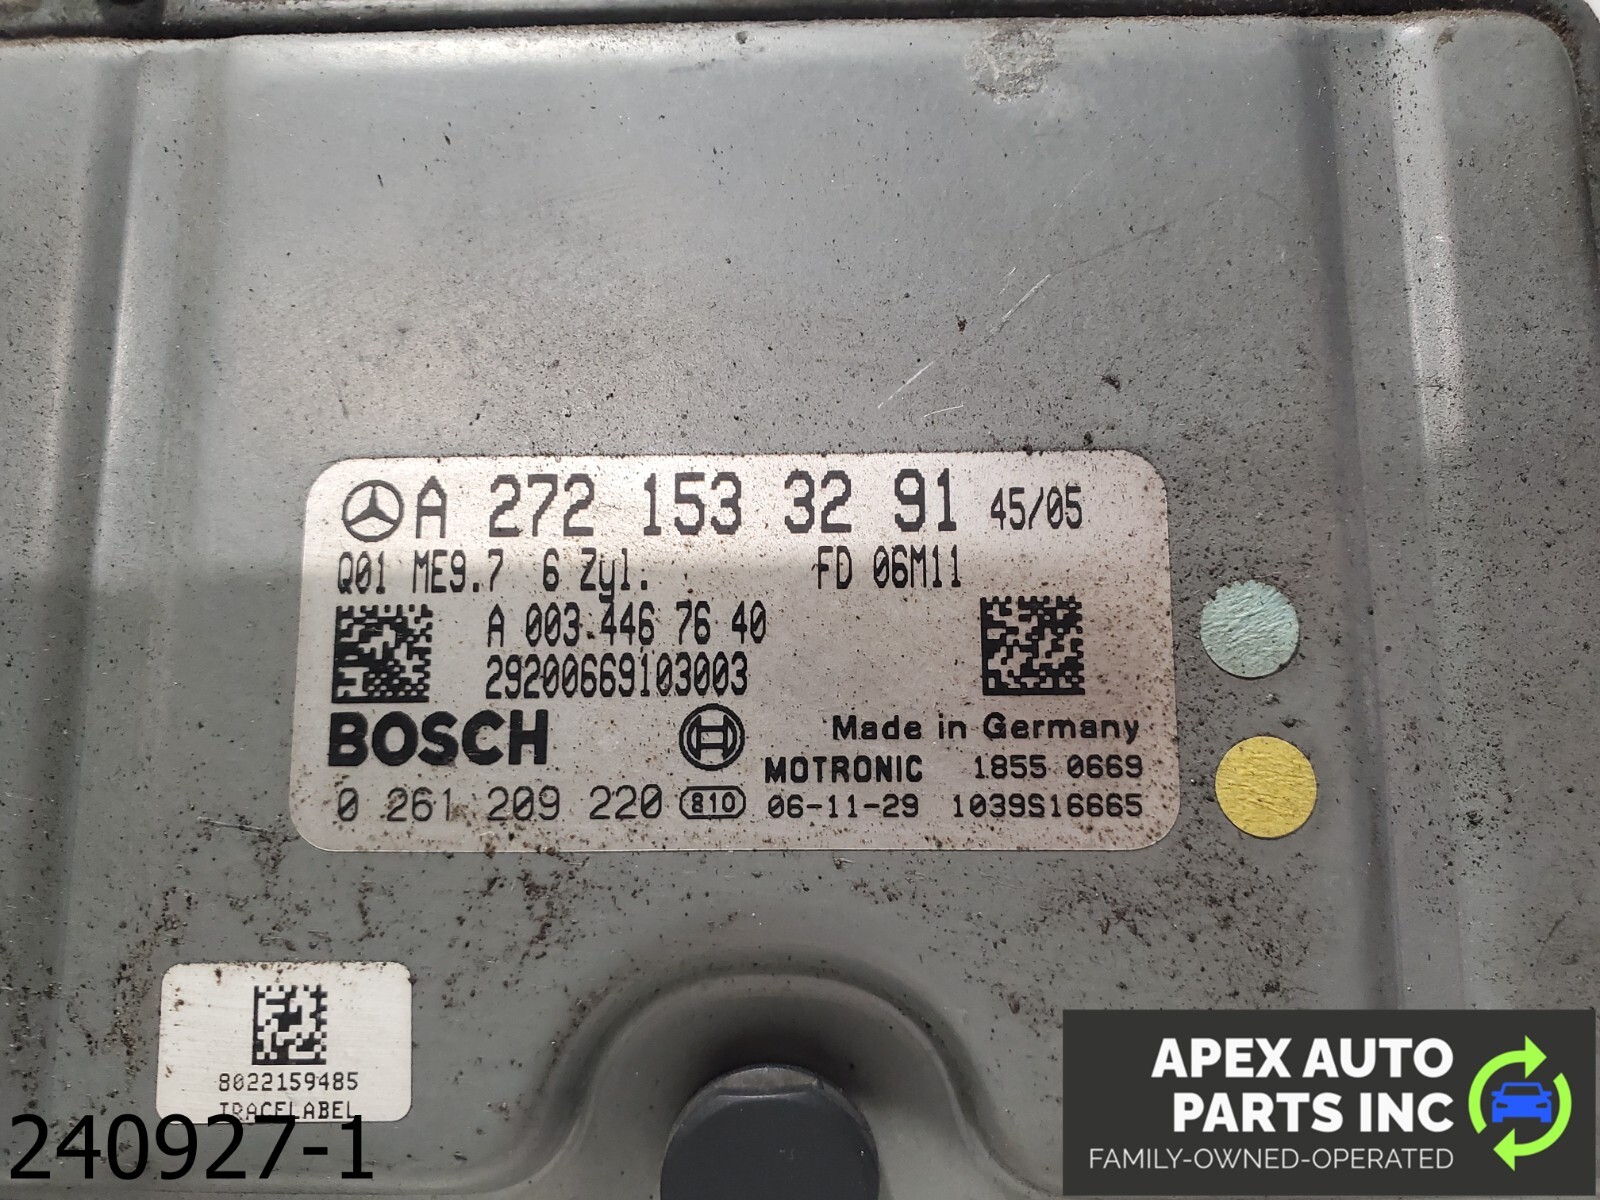 A 272 153 32 91 45/05
Q01 ME9.7 6 Zyl. FD 06M11
A 003 446 76 40
29200669103003
BOSCH
Made in Germany
MOTRONIC 1855 0669
0 261 209 220 810 06-11-29 1039S16665
8022159485
TRACELABEL
240927-1
APEX AUTO
PARTS INC
FAMILY-OWNED-OPERATED